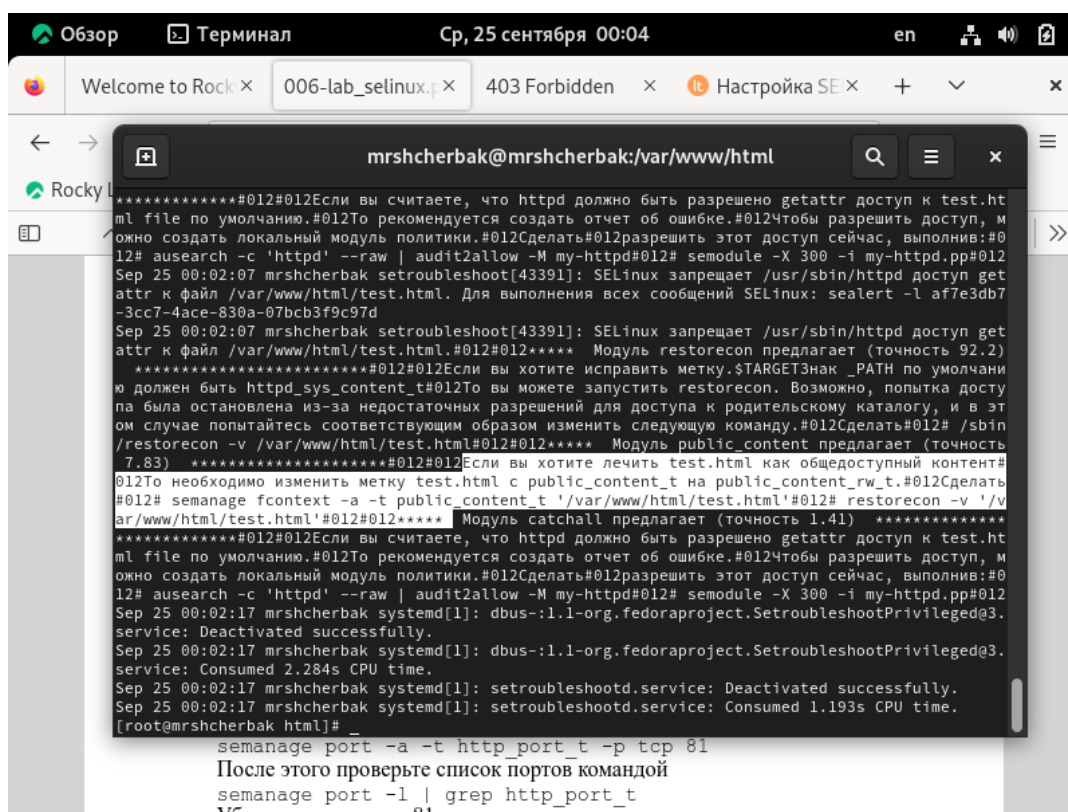 Обзор Терминал Ср, 25 сентября 00:04 en
Welcome to Rock 006-lab_selinux.p 403 Forbidden Настройка SE
mrshcherbak@mrshcherbak:/var/www/html
Rocky L
*************#012#012Если вы считаете, что httpd должно быть разрешено getattr доступ к test.ht
ml file по умолчанию.#012То рекомендуется создать отчет об ошибке.#012Чтобы разрешить доступ, м
ожно создать локальный модуль политики.#012Сделать#012разрешить этот доступ сейчас, выполнив:#0
12# ausearch -c 'httpd' --raw | audit2allow -M my-httpd#012# semodule -X 300 -i my-httpd.pp#012
Sep 25 00:02:07 mrshcherbak setroubleshoot[43391]: SELinux запрещает /usr/sbin/httpd доступ get
attr к файл /var/www/html/test.html. Для выполнения всех сообщений SELinux: sealert -l af7e3db7
-3cc7-4ace-830a-07bcb3f9c97d
Sep 25 00:02:07 mrshcherbak setroubleshoot[43391]: SELinux запрещает /usr/sbin/httpd доступ get
attr к файл /var/www/html/test.html.#012#012***** Модуль restorecon предлагает (точность 92.2)
*************************#012#012Если вы хотите исправить метку.$TARGETЗнак _PATH по умолчани
ю должен быть httpd_sys_content_t#012То вы можете запустить restorecon. Возможно, попытка досту
па была остановлена из-за недостаточных разрешений для доступа к родительскому каталогу, и в эт
ом случае попытайтесь соответствующим образом изменить следующую команду.#012Сделать#012# /sbin
/restorecon -v /var/www/html/test.html#012#012***** Модуль public_content предлагает (точность
7.83) ********************#012#012Если вы хотите лечить test.html как общедоступный контент#
012То необходимо изменить метку test.html с public_content_t на public_content_rw_t.#012Сделать
#012# semanage fcontext -a -t public_content_t '/var/www/html/test.html'#012# restorecon -v '/v
ar/www/html/test.html'#012#012***** Модуль catchall предлагает (точность 1.41) **************
*************#012#012Если вы считаете, что httpd должно быть разрешено getattr доступ к test.ht
ml file по умолчанию.#012То рекомендуется создать отчет об ошибке.#012Чтобы разрешить доступ, м
ожно создать локальный модуль политики.#012Сделать#012разрешить этот доступ сейчас, выполнив:#0
12# ausearch -c 'httpd' --raw | audit2allow -M my-httpd#012# semodule -X 300 -i my-httpd.pp#012
Sep 25 00:02:17 mrshcherbak systemd[1]: dbus-:1.1-org.fedoraproject.SetroubleshootPrivileged@3.
service: Deactivated successfully.
Sep 25 00:02:17 mrshcherbak systemd[1]: dbus-:1.1-org.fedoraproject.SetroubleshootPrivileged@3.
service: Consumed 2.284s CPU time.
Sep 25 00:02:17 mrshcherbak systemd[1]: setroubleshootd.service: Deactivated successfully.
Sep 25 00:02:17 mrshcherbak systemd[1]: setroubleshootd.service: Consumed 1.193s CPU time.
[root@mrshcherbak html]# _
semanage port -a -t http_port_t -p tcp 81
После этого проверьте список портов командой
semanage port -l | grep http_port_t